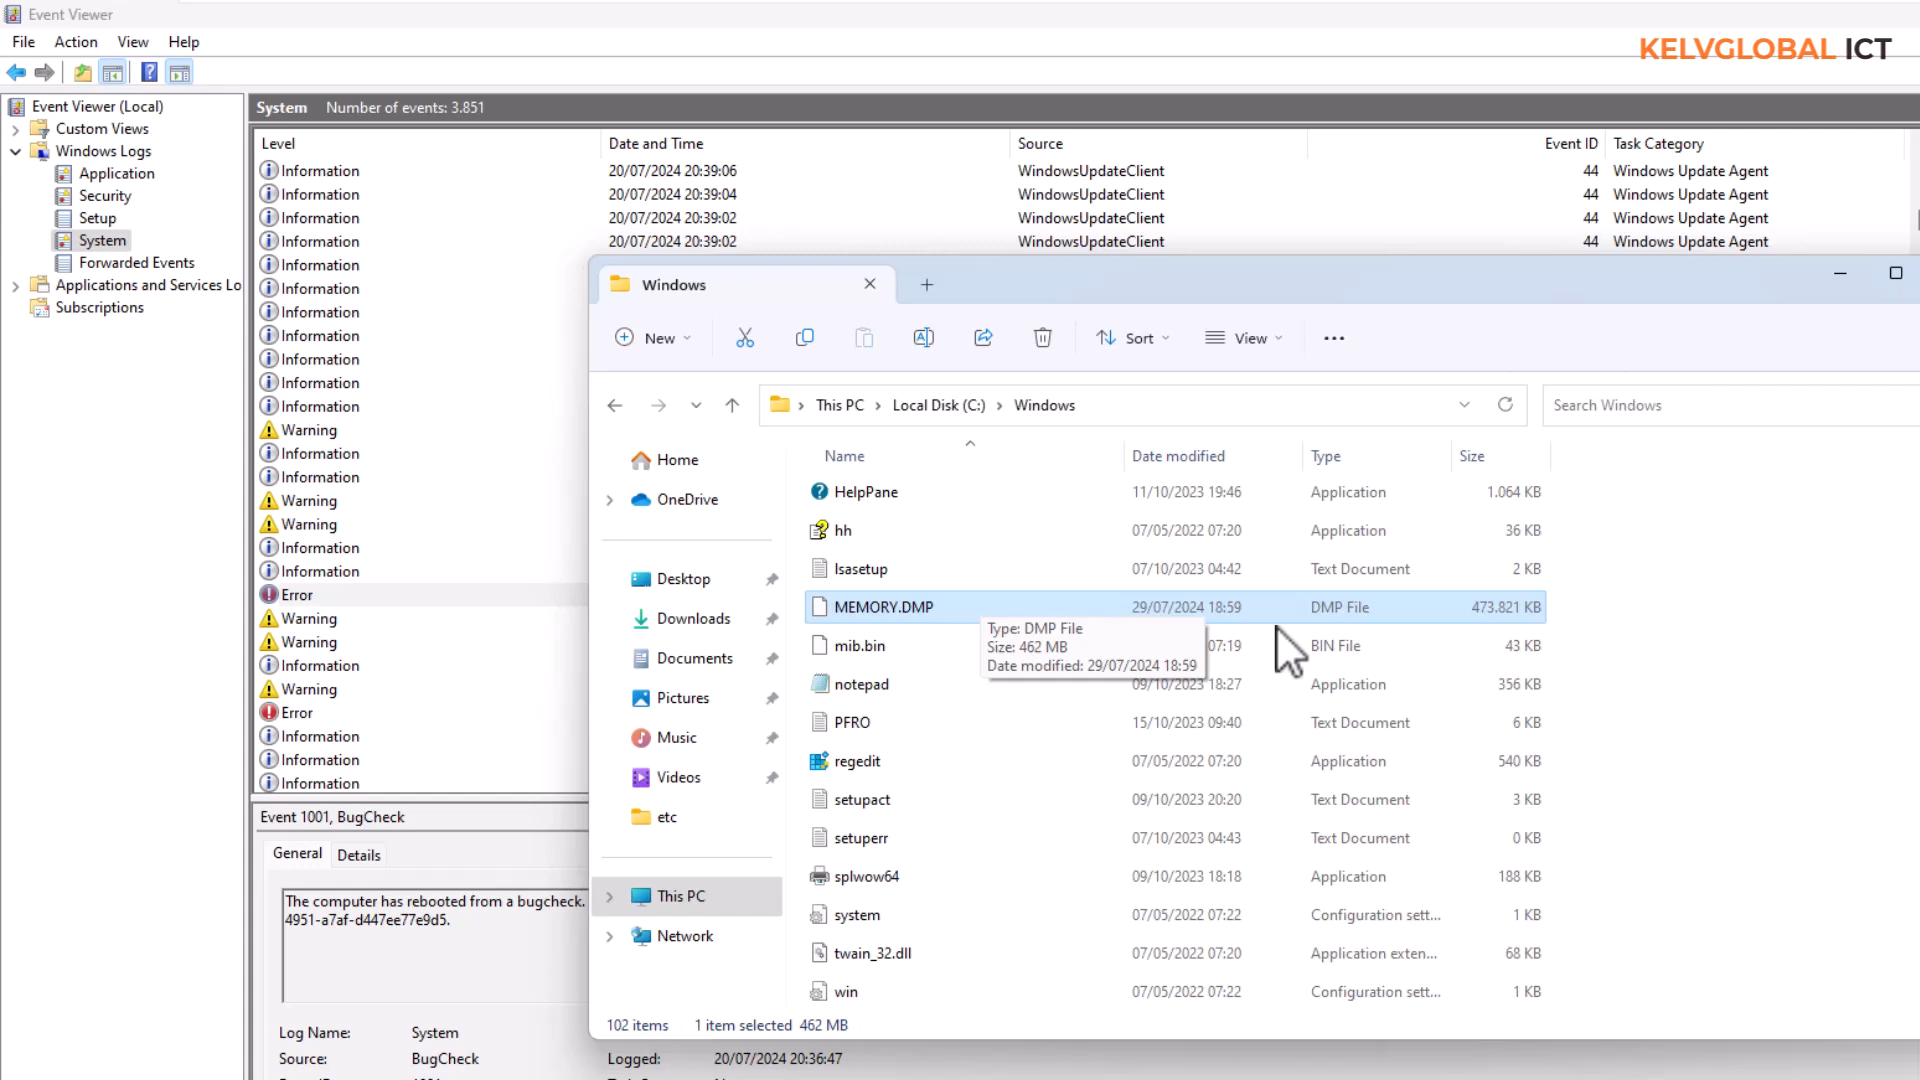 Event Viewer
File Action View Help
KELVGLOBAL ICT
Event Viewer (Local)
Custom Views
Windows Logs
Application
Security
Setup
System
Forwarded Events
Applications and Services Lo
Subscriptions
System Number of events: 3.851
Level Date and Time Source Event ID Task Category
Information 20/07/2024 20:39:06 WindowsUpdateClient 44 Windows Update Agent
Information 20/07/2024 20:39:04 WindowsUpdateClient 44 Windows Update Agent
Information 20/07/2024 20:39:02 WindowsUpdateClient 44 Windows Update Agent
Information 20/07/2024 20:39:02 WindowsUpdateClient 44 Windows Update Agent
Information
Information
Information
Information
Information
Information
Information
Warning
Information
Information
Warning
Warning
Information
Information
Error
Warning
Warning
Information
Warning
Error
Information
Information
Information
Event 1001, BugCheck
General Details
The computer has rebooted from a bugcheck.
4951-a7af-d447ee77e9d5.
Log Name: System
Source: BugCheck Logged: 20/07/2024 20:36:47
Windows
New Sort View
This PC Local Disk (C:) Windows
Search Windows
Home
OneDrive
Desktop
Downloads
Documents
Pictures
Music
Videos
etc
This PC
Network
Name Date modified Type Size
HelpPane 11/10/2023 19:46 Application 1.064 KB
hh 07/05/2022 07:20 Application 36 KB
lsasetup 07/10/2023 04:42 Text Document 2 KB
MEMORY.DMP 29/07/2024 18:59 DMP File 473.821 KB
Type: DMP File
Size: 462 MB
Date modified: 29/07/2024 18:59
mib.bin 07:19 BIN File 43 KB
notepad 09/10/2023 18:27 Application 356 KB
PFRO 15/10/2023 09:40 Text Document 6 KB
regedit 07/05/2022 07:20 Application 540 KB
setupact 09/10/2023 20:20 Text Document 3 KB
setuperr 07/10/2023 04:43 Text Document 0 KB
splwow64 09/10/2023 18:18 Application 188 KB
system 07/05/2022 07:22 Configuration sett... 1 KB
twain_32.dll 07/05/2022 07:20 Application exten... 68 KB
win 07/05/2022 07:22 Configuration sett... 1 KB
102 items 1 item selected 462 MB